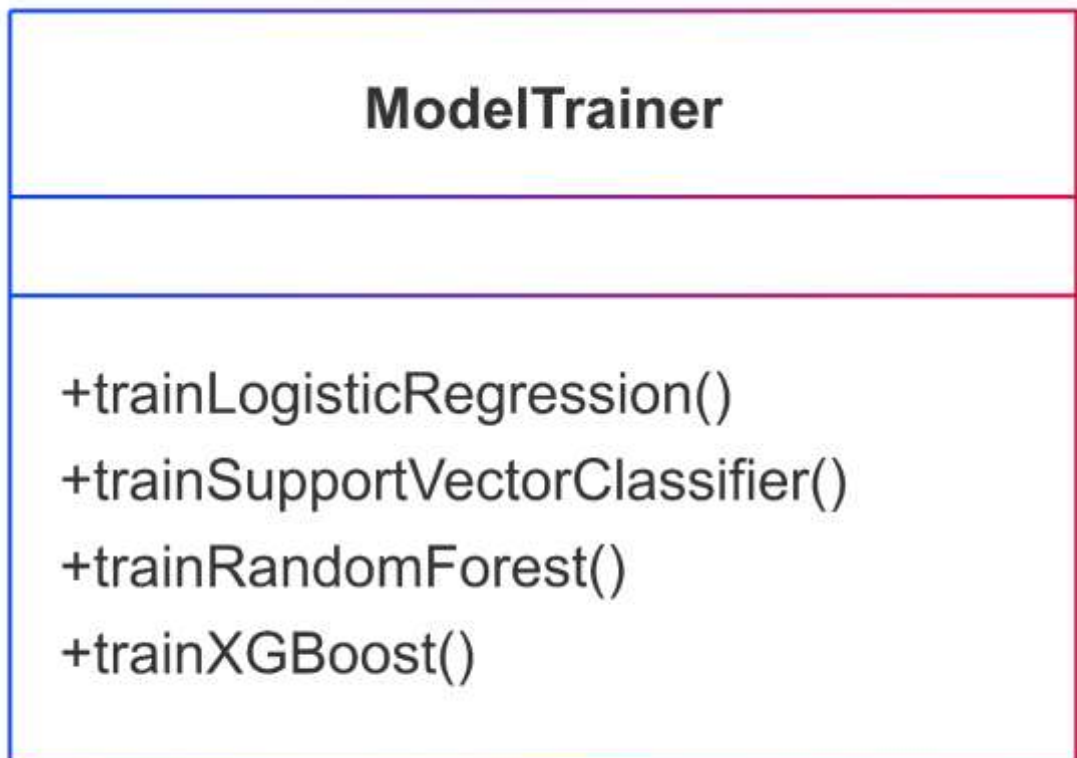 ModelTrainer
+trainLogisticRegression()
+trainSupportVectorClassifier()
+trainRandomForest()
+trainXGBoost()